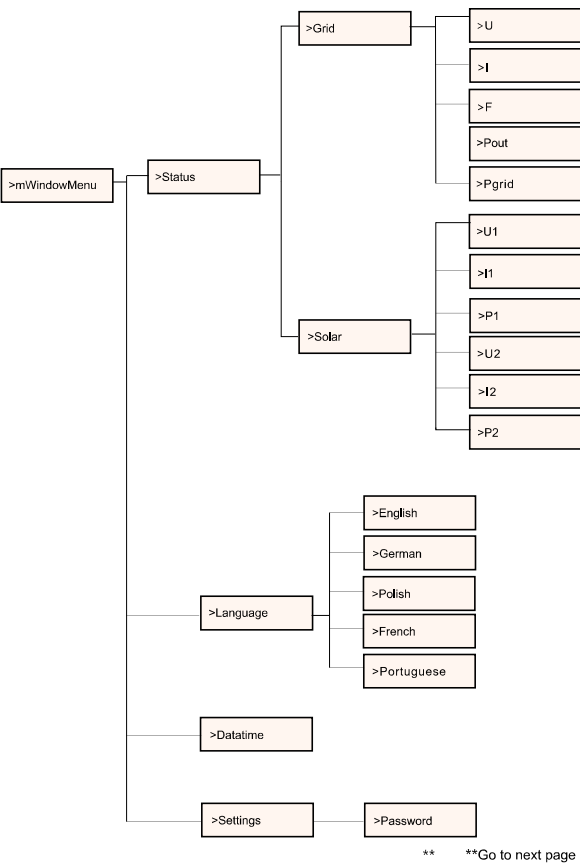 >mWindowMenu
>Status
>Grid
>U
>I
>F
>Pout
>Pgrid
>Solar
>U1
>I1
>P1
>U2
>I2
>P2
>Language
>English
>German
>Polish
>French
>Portuguese
>Datatime
>Settings
>Password
** **Go to next page